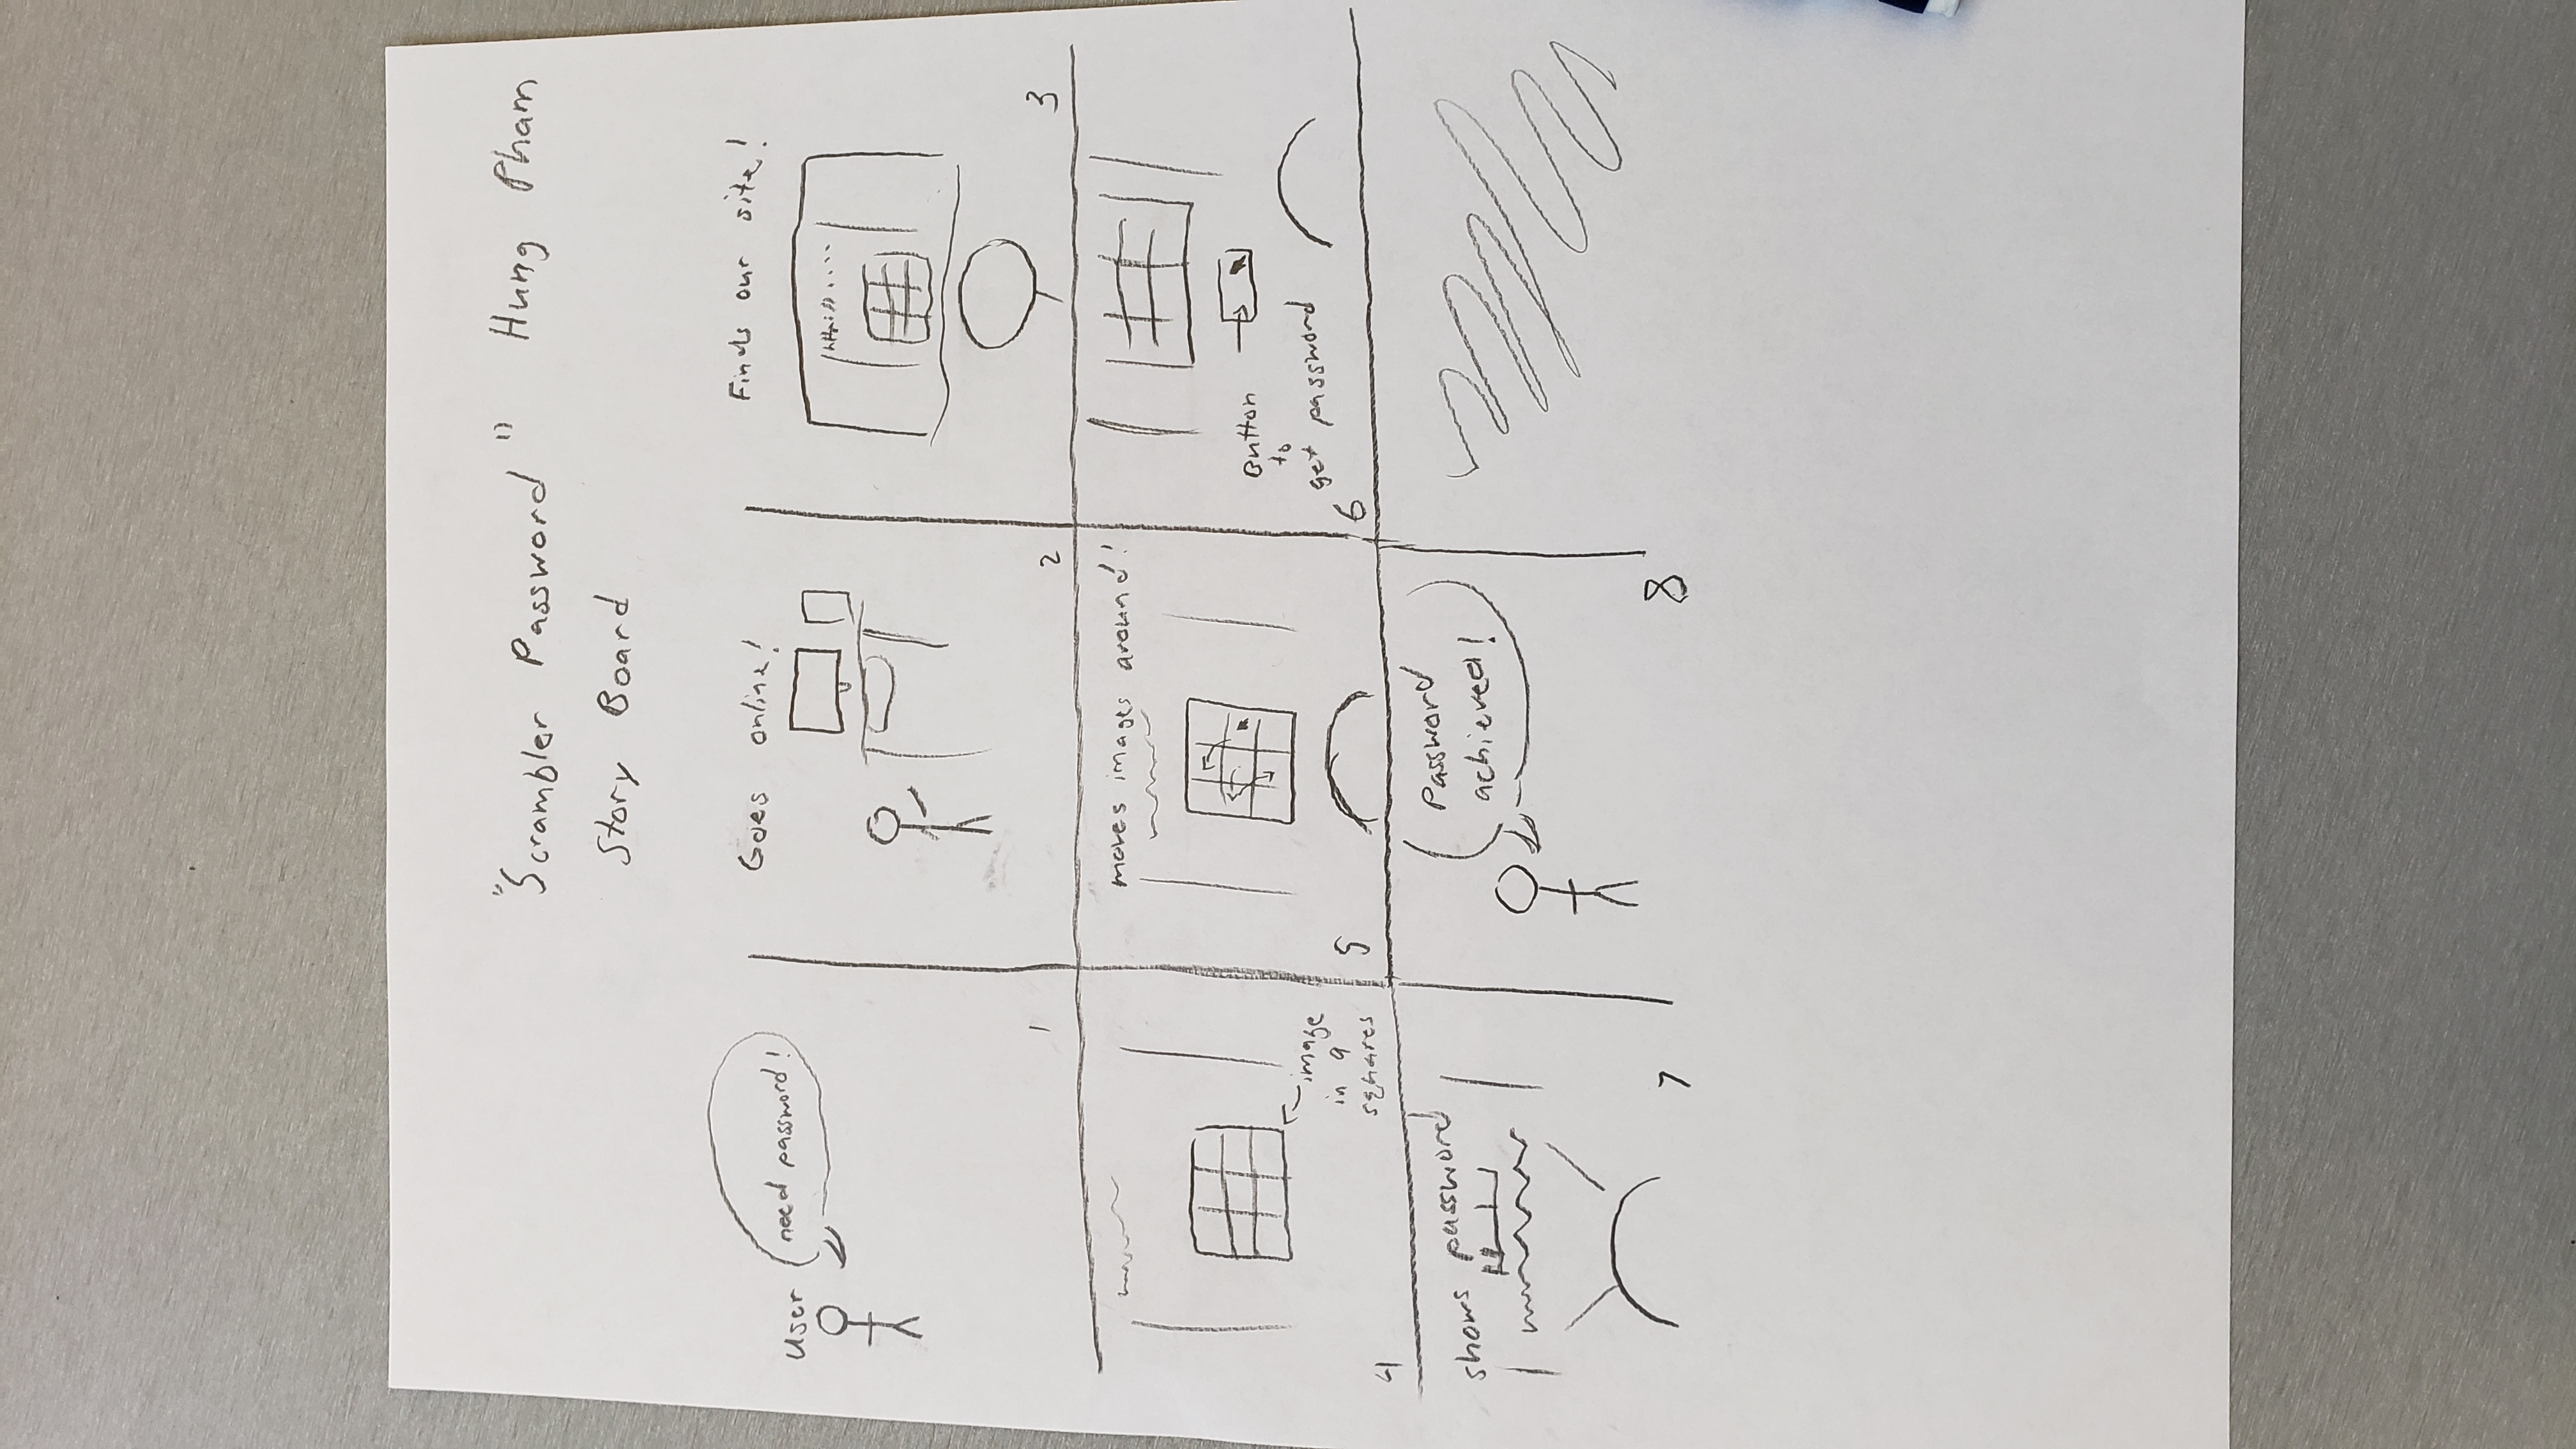 "Scrambler Password" Hung Pham
Story Board
User
need password!
1
Goes online!
2
Finds our site!
3
image
in 9
squares
4
moves images around!
5
Button
to
get password
6
shows password
7
Password
achieved!
8